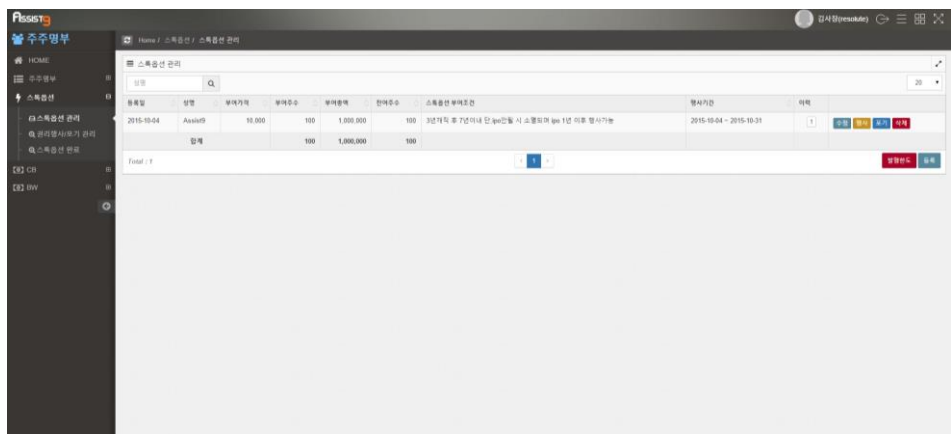 Assist9
김사장(resolute)
주주명부
Home / 스톡옵션 / 스톡옵션 관리
HOME
주주명부
스톡옵션
스톡옵션 관리
권리행사/포기 관리
스톡옵션 완료
CB
BW
스톡옵션 관리
성명
20
등록일 성명 부여가격 부여주수 부여총액 잔여주수 스톡옵션 부여조건 행사기간 이력
2015-10-04 Assist9 10,000 100 1,000,000 100 3년재직 후 7년이내 단,ipo안될 시 소멸되며 ipo 1년 이후 행사가능 2015-10-04 ~ 2015-10-31 1 수정 행사 포기 삭제
합계 100 1,000,000 100
Total : 1
1
발행한도 등록